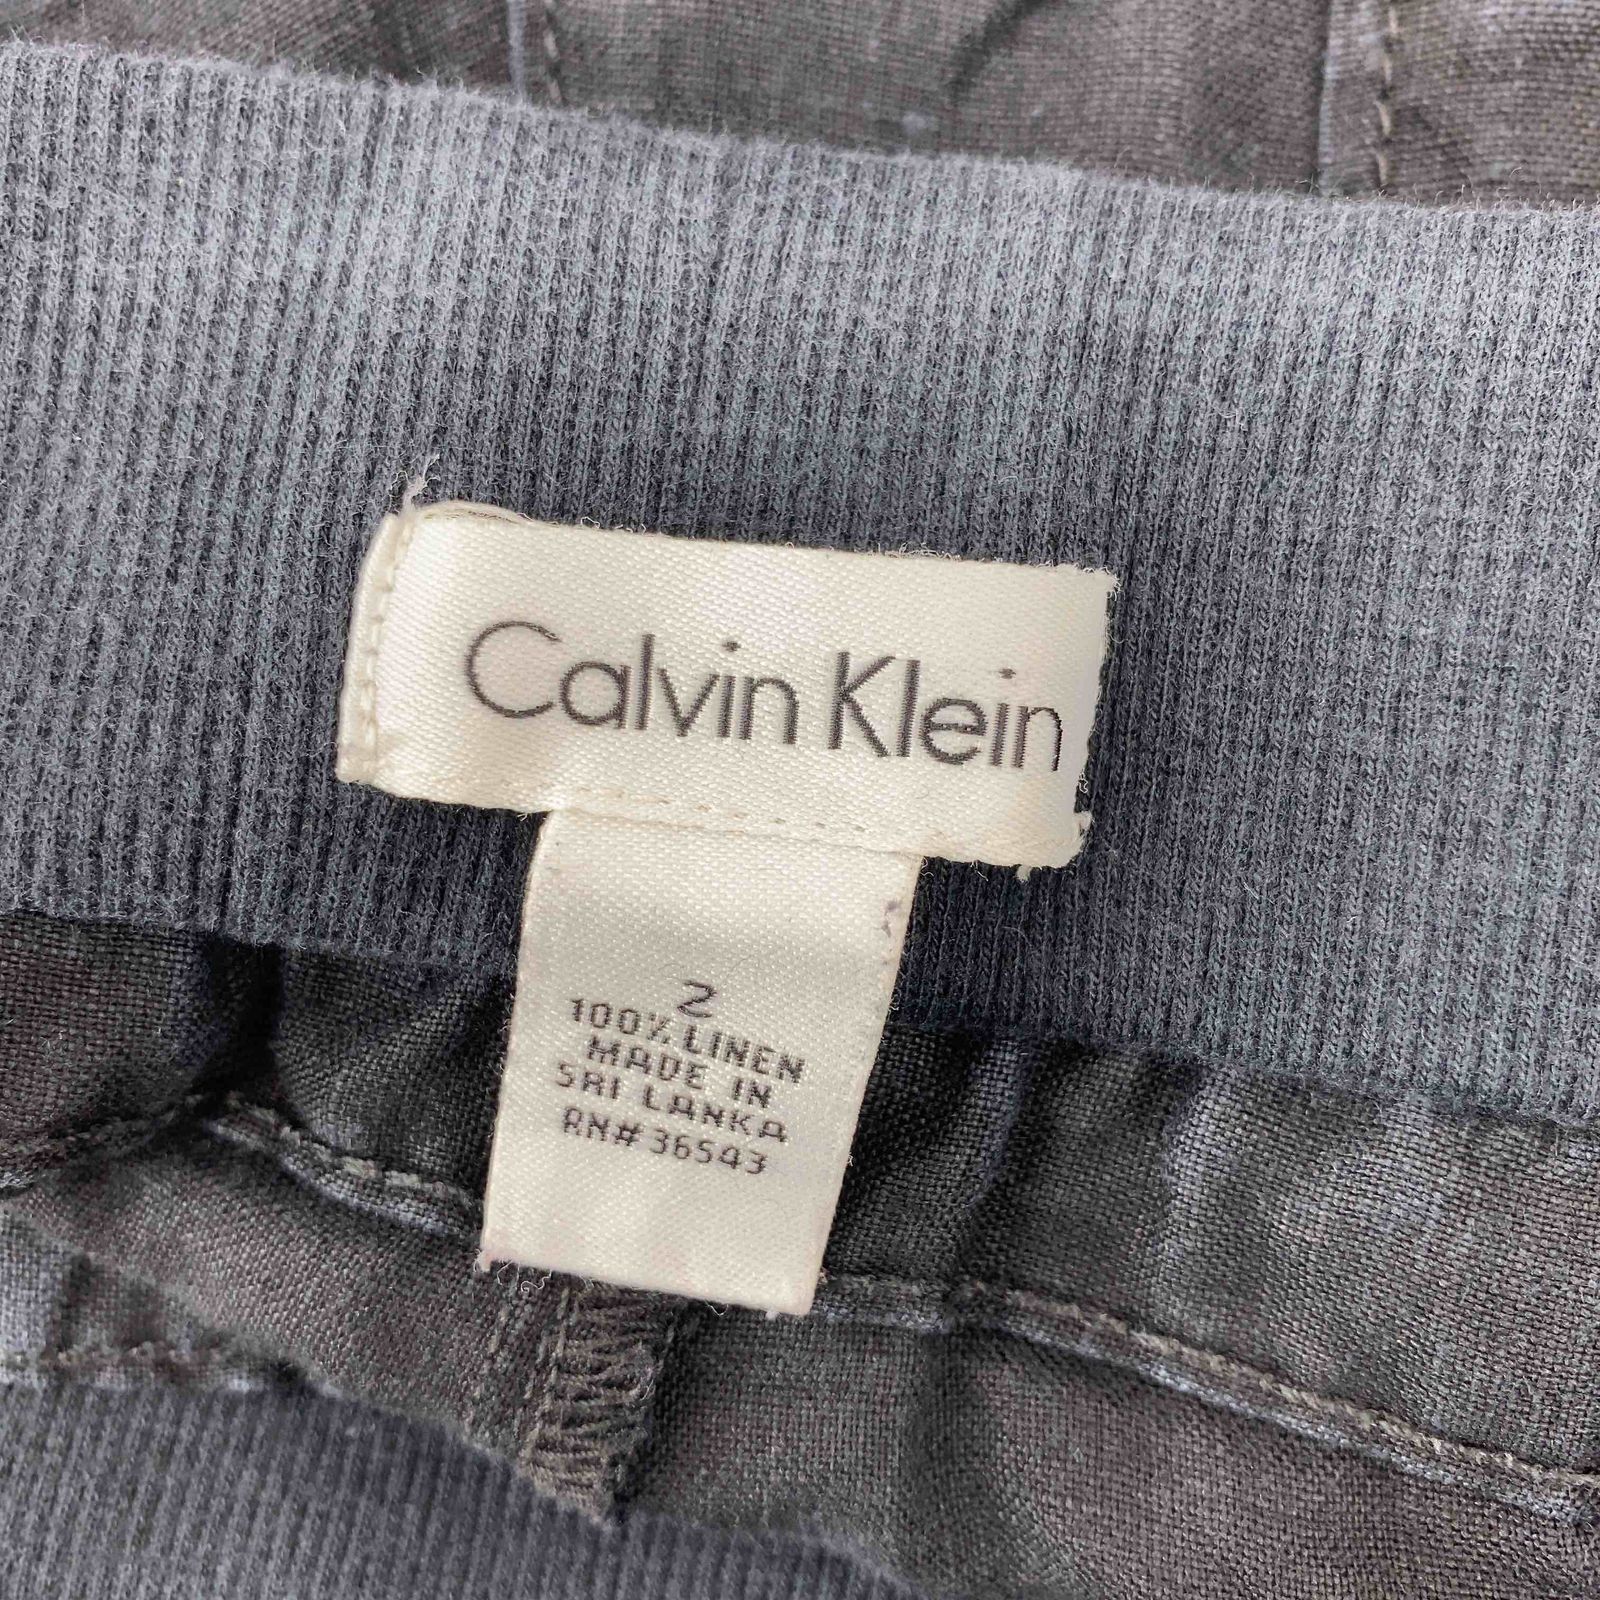 Calvin Klein
2
100% LINEN
MADE IN
SRI LANKA
RN# 36543